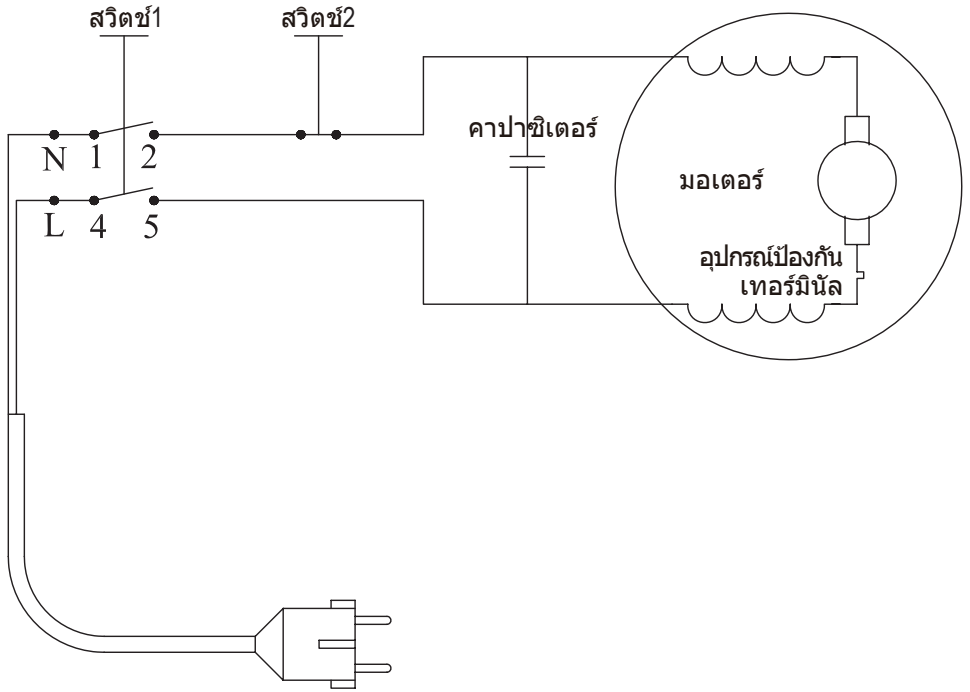 สวิตช์1
สวิตช์2
คาปาซิเตอร์
N 1 2
มอเตอร์
L 4 5
อุปกรณ์ป้องกัน
เทอร์มินัล